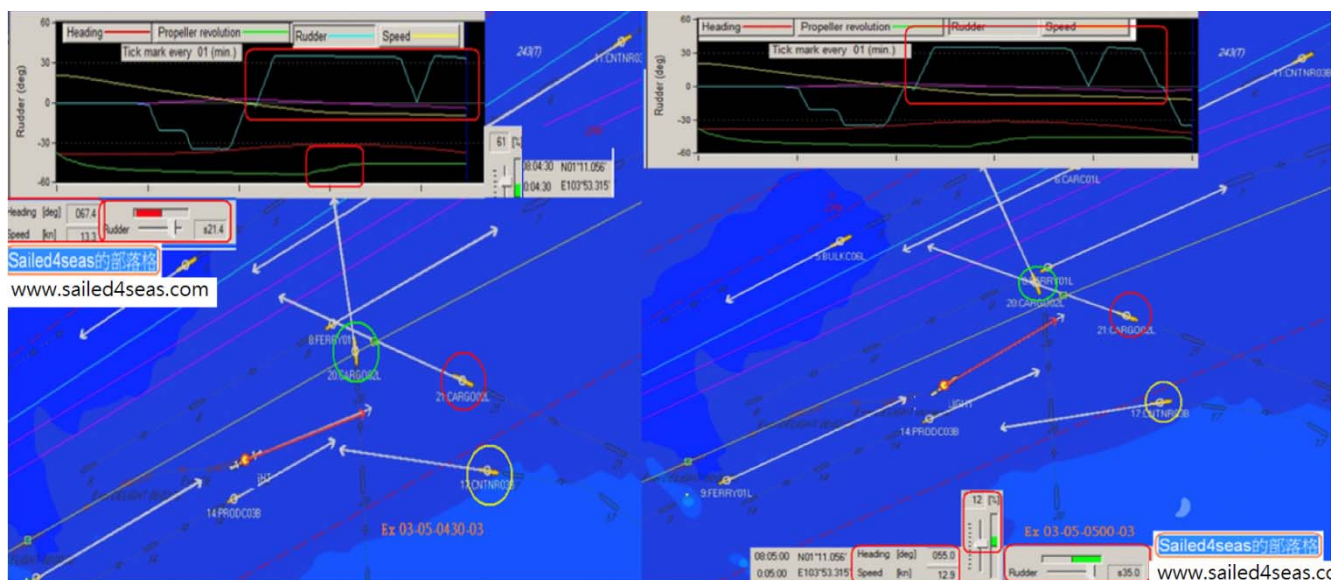 60
30
0
-30
-60
Rudder (deg)
Heading
Propeller revolution
Rudder
Speed
Tick mark every 01 (min.)
243(T)
11:CNTNR03
61 [%]
08:04:30 N01°11.056'
0:04:30 E103°53.315'
Heading [deg] 067.4
Speed [kn] 13.3
Rudder s21.4
Sailed4seas的部落格
www.sailed4seas.com
8:FERRY01
20:CARGO02L
21:CARGO02L
17:CNTNR03B
14:PRODC03B
Ex 03-05-0430-03
60
30
0
-30
-60
Rudder (deg)
Heading
Propeller revolution
Rudder
Speed
Tick mark every 01 (min.)
243(T)
11:CNTNR03B
6:CARC01L
5:BULKC06L
8:FERRY01L
20:CARGO02L
21:CARGO02L
17:CNTNR03B
14:PRODC03B
9:FERRY01L
12 [%]
Ex 03-05-0500-03
08:05:00 N01°11.056'
0:05:00 E103°53.315'
Heading [deg] 055.0
Speed [kn] 12.9
Rudder s35.0
Sailed4seas的部落格
www.sailed4seas.co